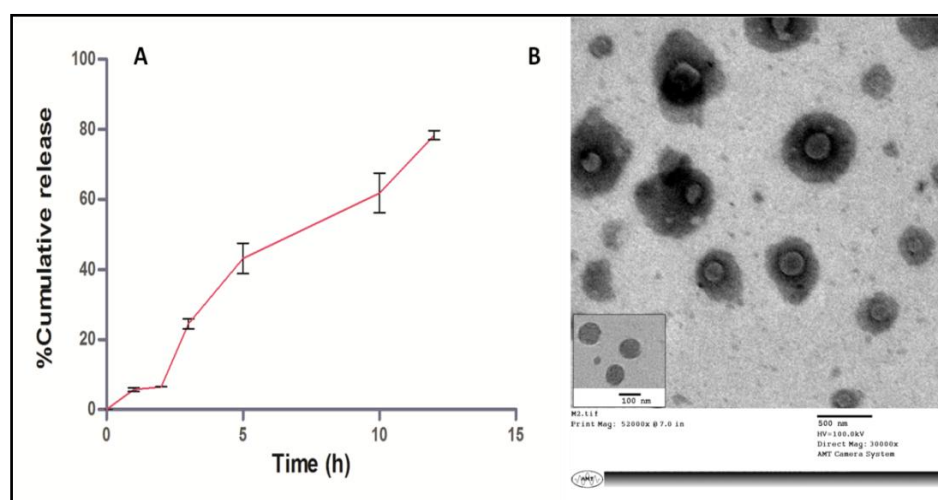 A
B
%Cumulative release
100
80
60
40
20
0
0 5 10 15
Time (h)
100 nm
M2.tif
Print Mag: 52000x @ 7.0 in
500 nm
HV=100.0kV
Direct Mag: 30000x
AMT Camera System
AMT